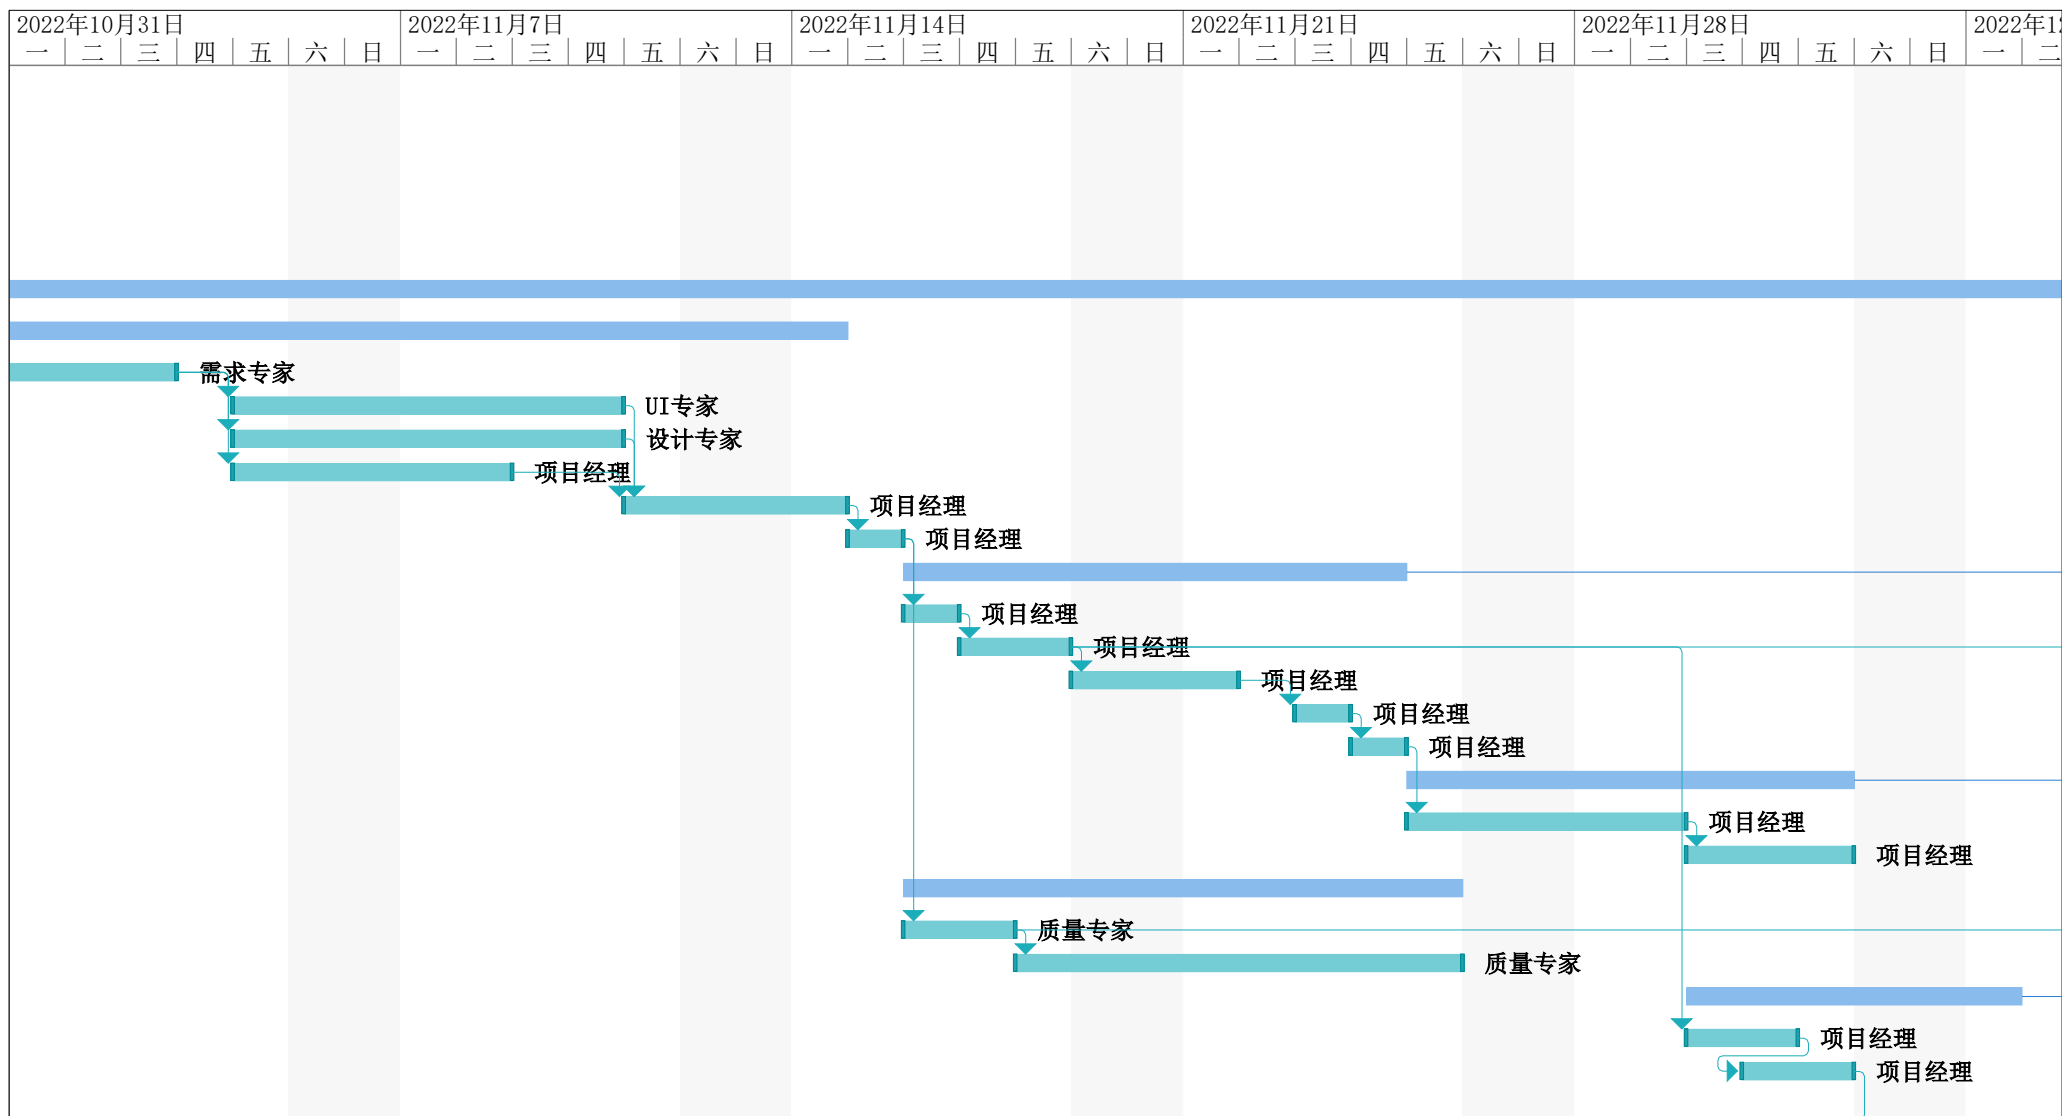 2022年10月31日 2022年11月7日 2022年11月14日 2022年11月21日 2022年11月28日 2022年12
一 二 三 四 五 六 日 一 二 三 四 五 六 日 一 二 三 四 五 六 日 一 二 三 四 五 六 日 一 二 三 四 五 六 日 一 二
需求专家
UI专家
设计专家
项目经理
项目经理
项目经理
项目经理
项目经理
项目经理
项目经理
项目经理
项目经理
项目经理
质量专家
质量专家
项目经理
项目经理